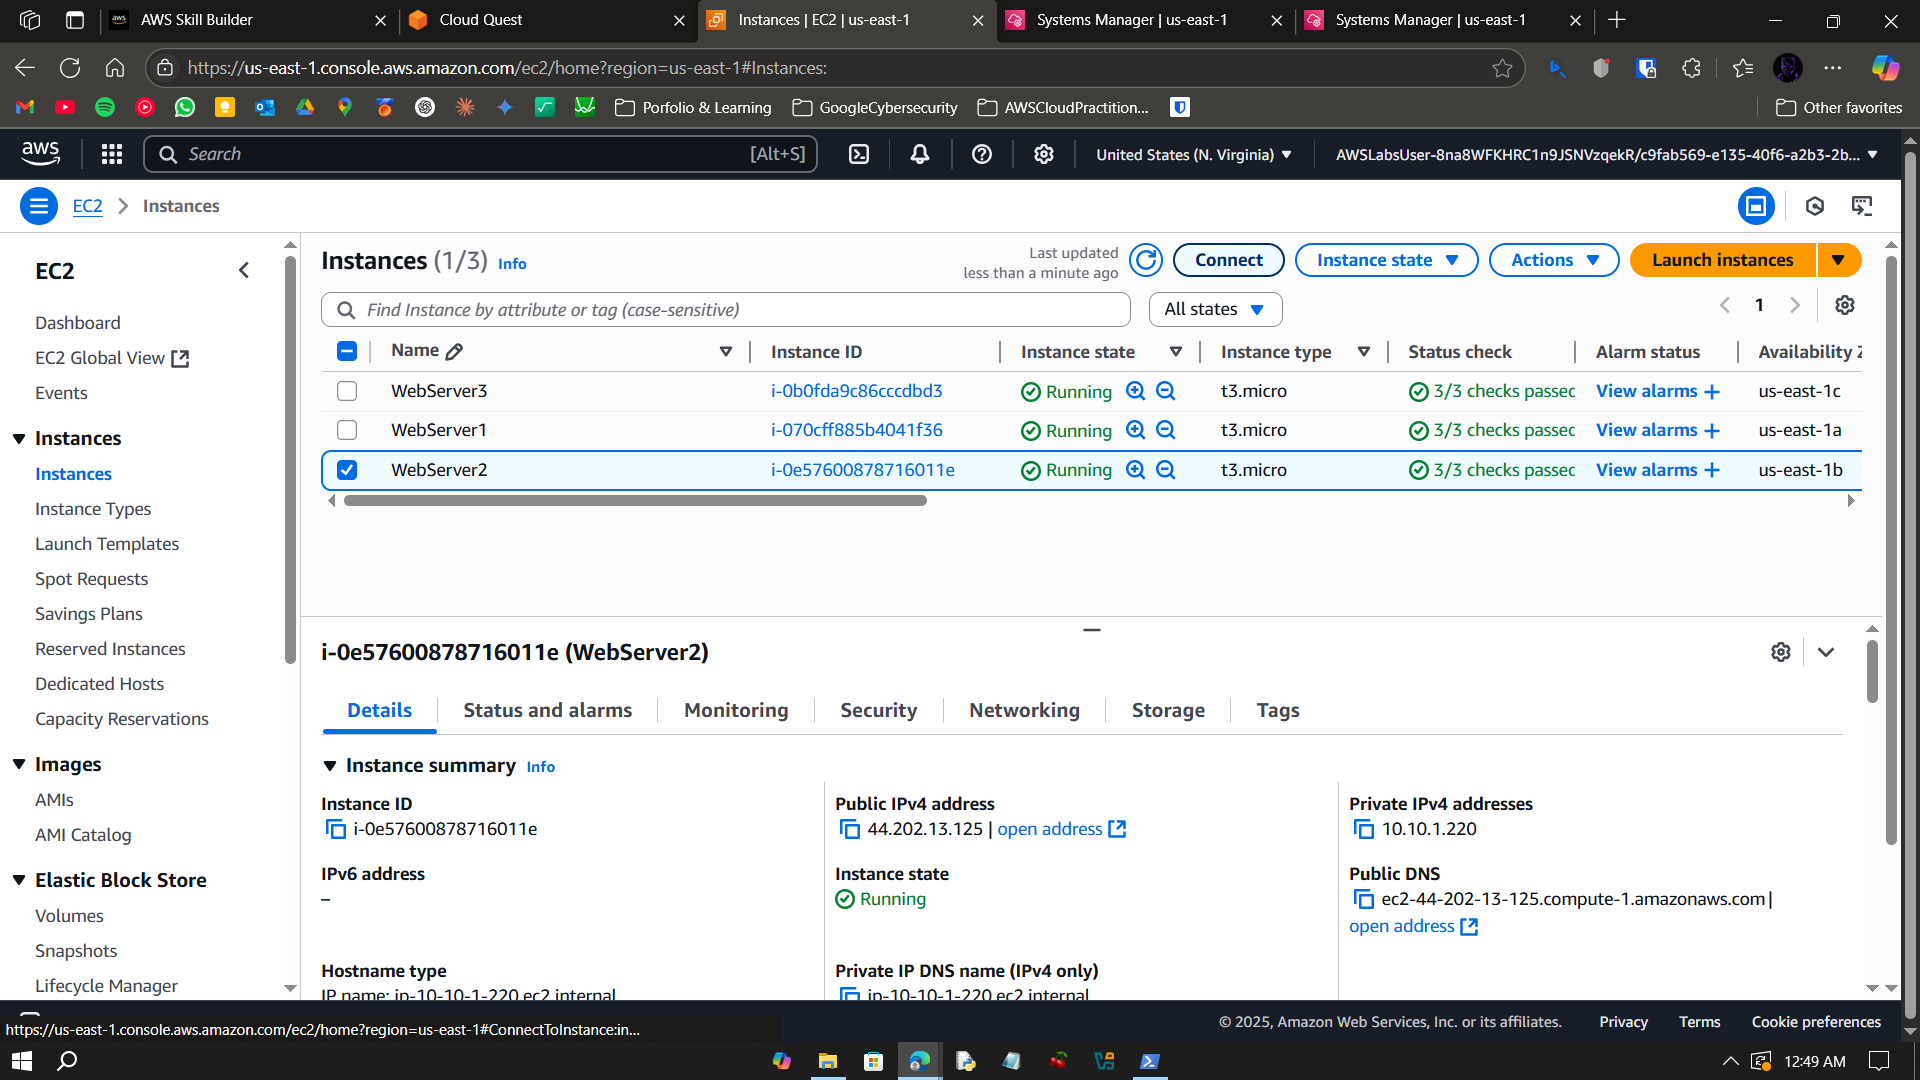 AWS Skill Builder
Cloud Quest
Instances | EC2 | us-east-1
Systems Manager | us-east-1
Systems Manager | us-east-1
https://us-east-1.console.aws.amazon.com/ec2/home?region=us-east-1#Instances:
Porfolio & Learning
GoogleCybersecurity
AWSCloudPractition...
Other favorites
aws
Search
[Alt+S]
United States (N. Virginia)
AWSLabsUser-8na8WFKHRC1n9JSNVzqekR/c9fab569-e135-40f6-a2b3-2b...
EC2
Instances
EC2
Dashboard
EC2 Global View
Events
Instances
Instances
Instance Types
Launch Templates
Spot Requests
Savings Plans
Reserved Instances
Dedicated Hosts
Capacity Reservations
Images
AMIs
AMI Catalog
Elastic Block Store
Volumes
Snapshots
Lifecycle Manager
Instances (1/3) Info
Last updated
less than a minute ago
Connect
Instance state
Actions
Launch instances
Find Instance by attribute or tag (case-sensitive)
All states
1
Name Instance ID Instance state Instance type Status check Alarm status Availability Z
WebServer3 i-0b0fda9c86cccdbd3 Running t3.micro 3/3 checks passec View alarms + us-east-1c
WebServer1 i-070cff885b4041f36 Running t3.micro 3/3 checks passec View alarms + us-east-1a
WebServer2 i-0e57600878716011e Running t3.micro 3/3 checks passec View alarms + us-east-1b
i-0e57600878716011e (WebServer2)
Details
Status and alarms
Monitoring
Security
Networking
Storage
Tags
Instance summary Info
Instance ID
i-0e57600878716011e
Public IPv4 address
44.202.13.125 | open address
Private IPv4 addresses
10.10.1.220
IPv6 address
–
Instance state
Running
Public DNS
ec2-44-202-13-125.compute-1.amazonaws.com |
open address
Hostname type
IP name: ip-10-10-1-220.ec2.internal
Private IP DNS name (IPv4 only)
ip-10-10-1-220.ec2.internal
https://us-east-1.console.aws.amazon.com/ec2/home?region=us-east-1#ConnectToInstance:in...
© 2025, Amazon Web Services, Inc. or its affiliates.
Privacy
Terms
Cookie preferences
12:49 AM